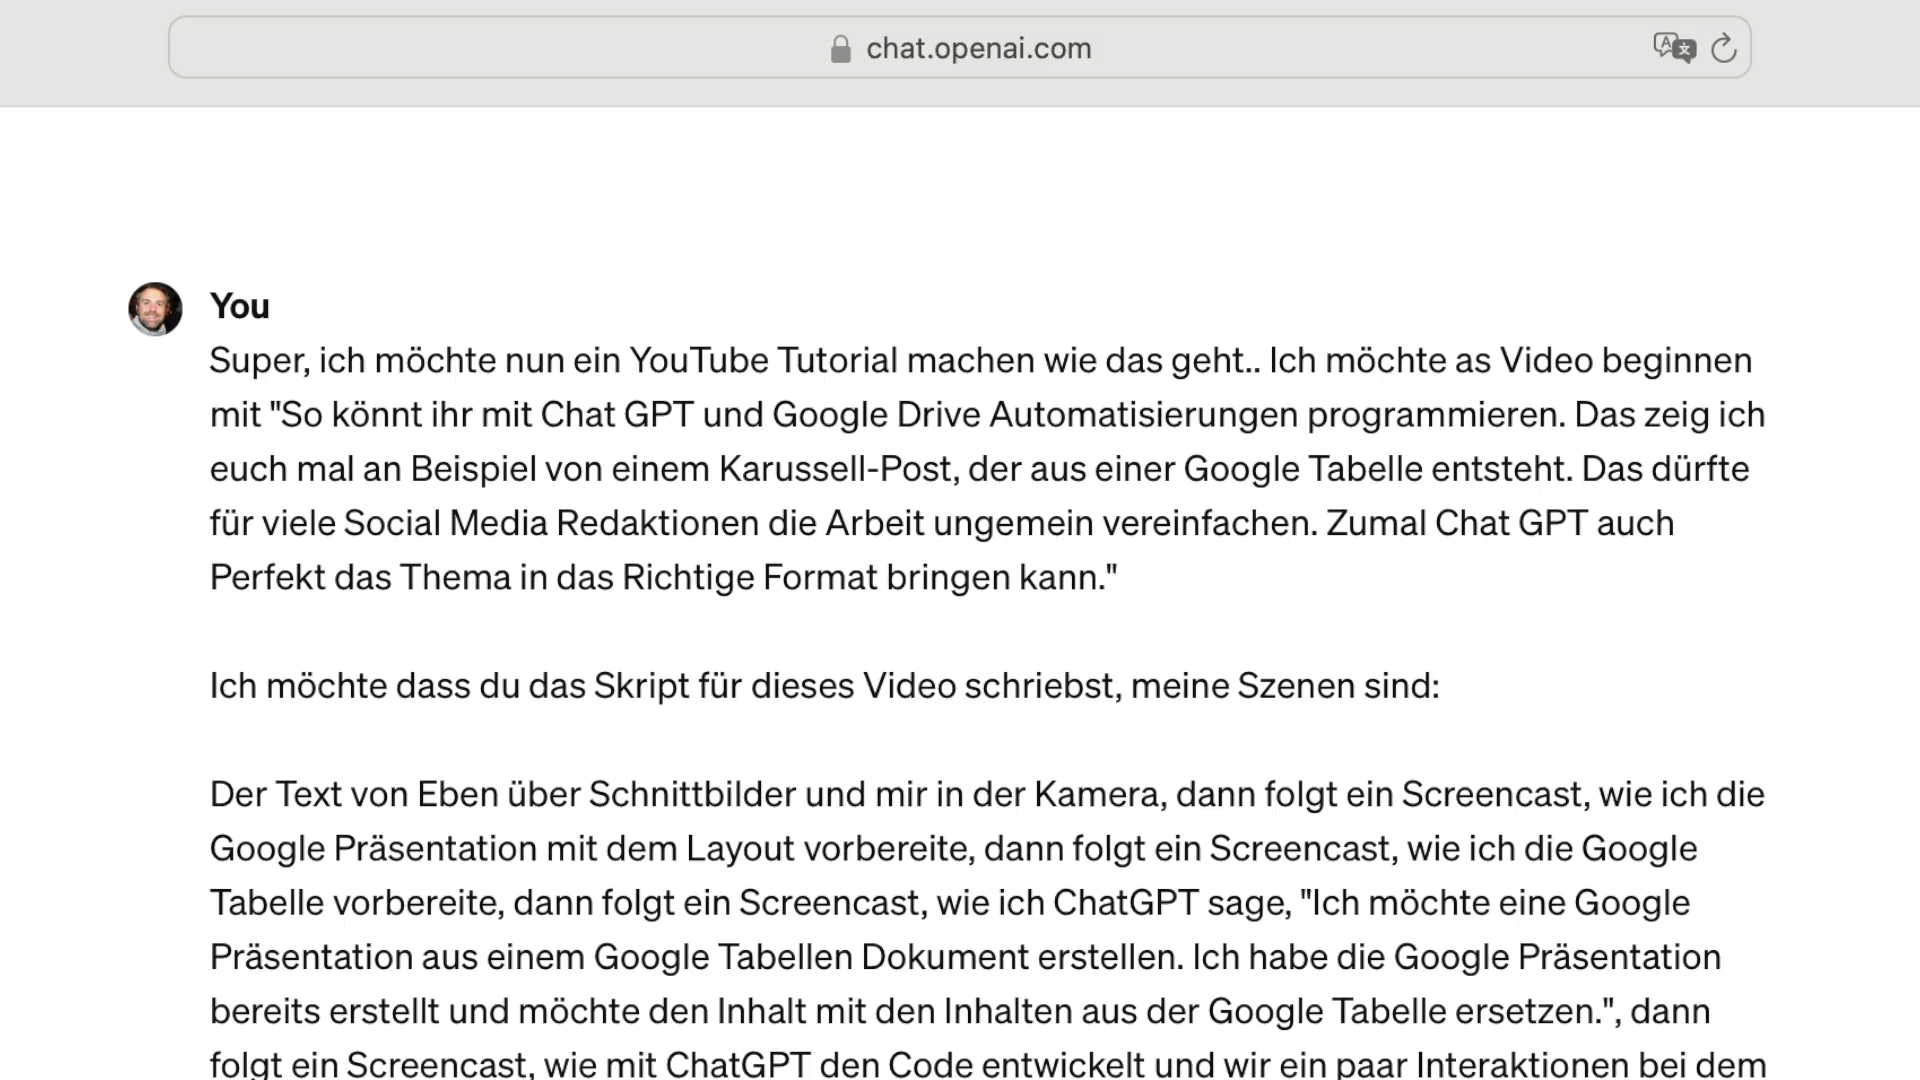 chat.openai.com
You
Super, ich möchte nun ein YouTube Tutorial machen wie das geht.. Ich möchte as Video beginnen
mit "So könnt ihr mit Chat GPT und Google Drive Automatisierungen programmieren. Das zeig ich
euch mal an Beispiel von einem Karussell-Post, der aus einer Google Tabelle entsteht. Das dürfte
für viele Social Media Redaktionen die Arbeit ungemein vereinfachen. Zumal Chat GPT auch
Perfekt das Thema in das Richtige Format bringen kann."
Ich möchte dass du das Skript für dieses Video schriebst, meine Szenen sind:
Der Text von Eben über Schnittbilder und mir in der Kamera, dann folgt ein Screencast, wie ich die
Google Präsentation mit dem Layout vorbereite, dann folgt ein Screencast, wie ich die Google
Tabelle vorbereite, dann folgt ein Screencast, wie ich ChatGPT sage, "Ich möchte eine Google
Präsentation aus einem Google Tabellen Dokument erstellen. Ich habe die Google Präsentation
bereits erstellt und möchte den Inhalt mit den Inhalten aus der Google Tabelle ersetzen.", dann
folgt ein Screencast, wie mit ChatGPT den Code entwickelt und wir ein paar Interaktionen bei dem